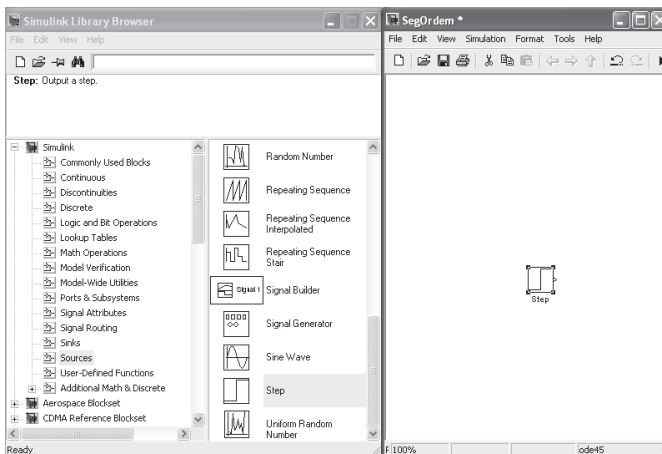 Simulink Library Browser
File Edit View Help
Step: Output a step.
Simulink
Commonly Used Blocks
Continuous
Discontinuities
Discrete
Logic and Bit Operations
Lookup Tables
Math Operations
Model Verification
Model-Wide Utilities
Ports & Subsystems
Signal Attributes
Signal Routing
Sinks
Sources
User-Defined Functions
Additional Math & Discrete
Aerospace Blockset
CDMA Reference Blockset
Random Number
Repeating Sequence
Repeating Sequence
Interpolated
Repeating Sequence
Stair
Signal 1 Signal Builder
Signal Generator
Sine Wave
Step
Uniform Random
Number
Ready
SegOrdem *
File Edit View Simulation Format Tools Help
Step
F 100% ode45